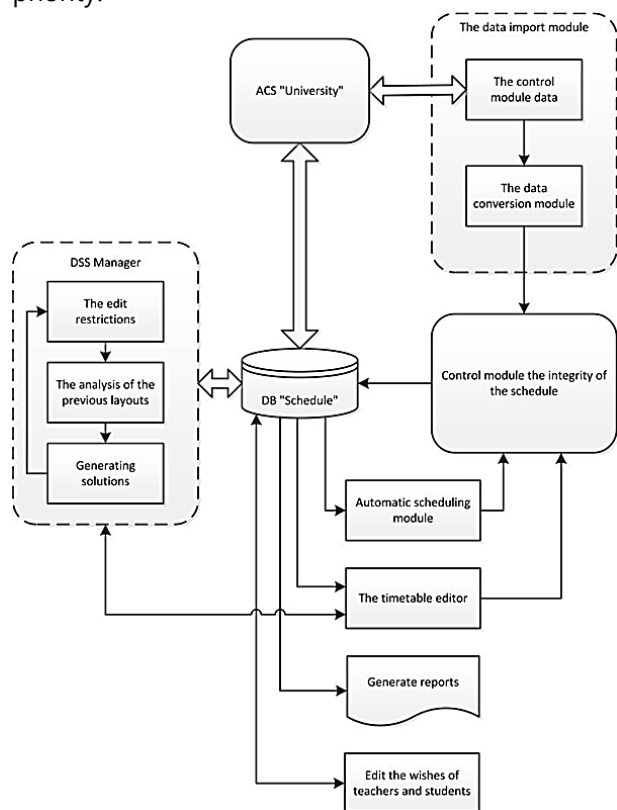 priority.
The data import module
ACS "University"
The control
module data
The data
conversion module
DSS Manager
The edit
restrictions
The analysis of the
previous layouts
Generating
solutions
DB "Schedule"
Control module the integrity of
the schedule
Automatic scheduling
module
The timetable editor
Generate reports
Edit the wishes of
teachers and students